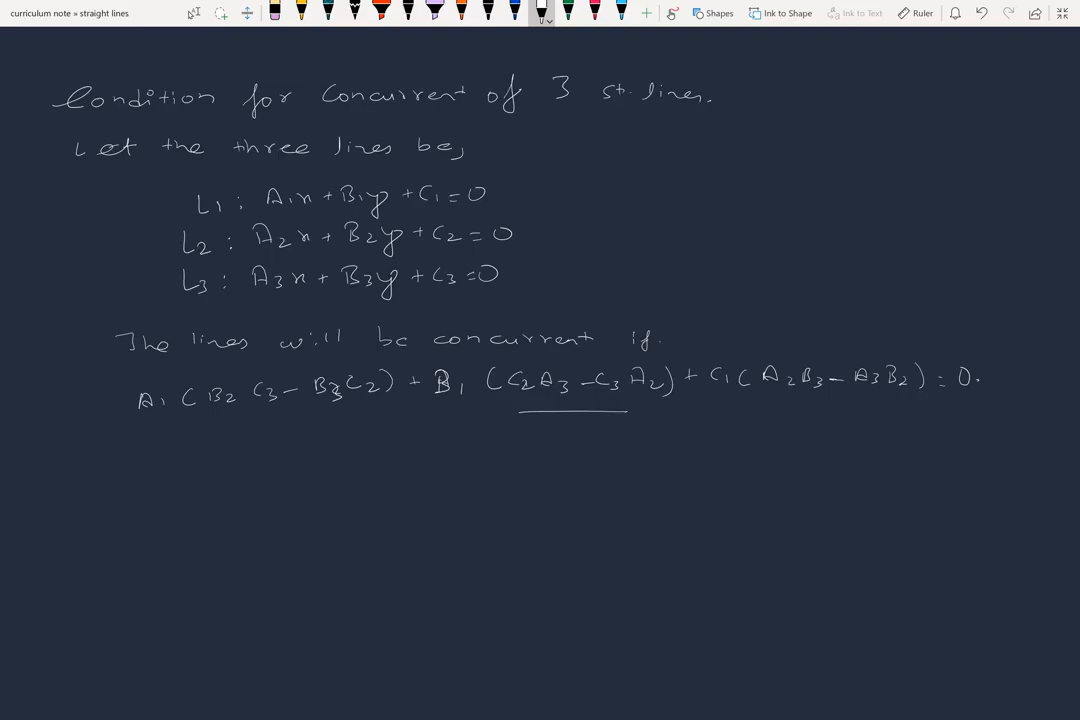 curriculum note » straight lines
Shapes Ink to Shape Ink to Text Ruler
Condition for concurrent of 3 st. lines.
Let the three lines be,
L₁ : A₁x + B₁y + C₁ = 0
L₂ : A₂x + B₂y + C₂ = 0
L₃ : A₃x + B₃y + C₃ = 0
The lines will be concurrent if.
A₁ (B₂ C₃ - B₃C₂) + B₁ (C₂A₃ - C₃A₂) + C₁ (A₂B₃ - A₃B₂) = 0.